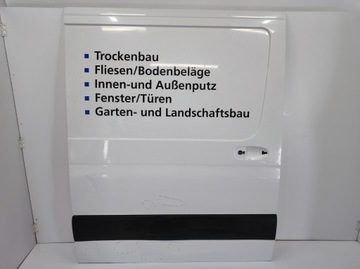 Trockenbau
Fliesen/Bodenbeläge
Innen-und Außenputz
Fenster/Türen
Garten- und Landschaftsbau